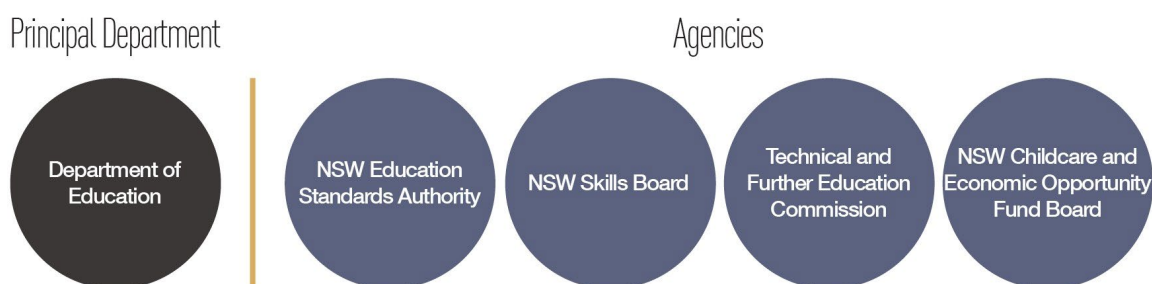 Principal Department
Agencies
Department of
Education
NSW Education
Standards Authority
NSW Skills Board
Technical and
Further Education
Commission
NSW Childcare and
Economic Opportunity
Fund Board